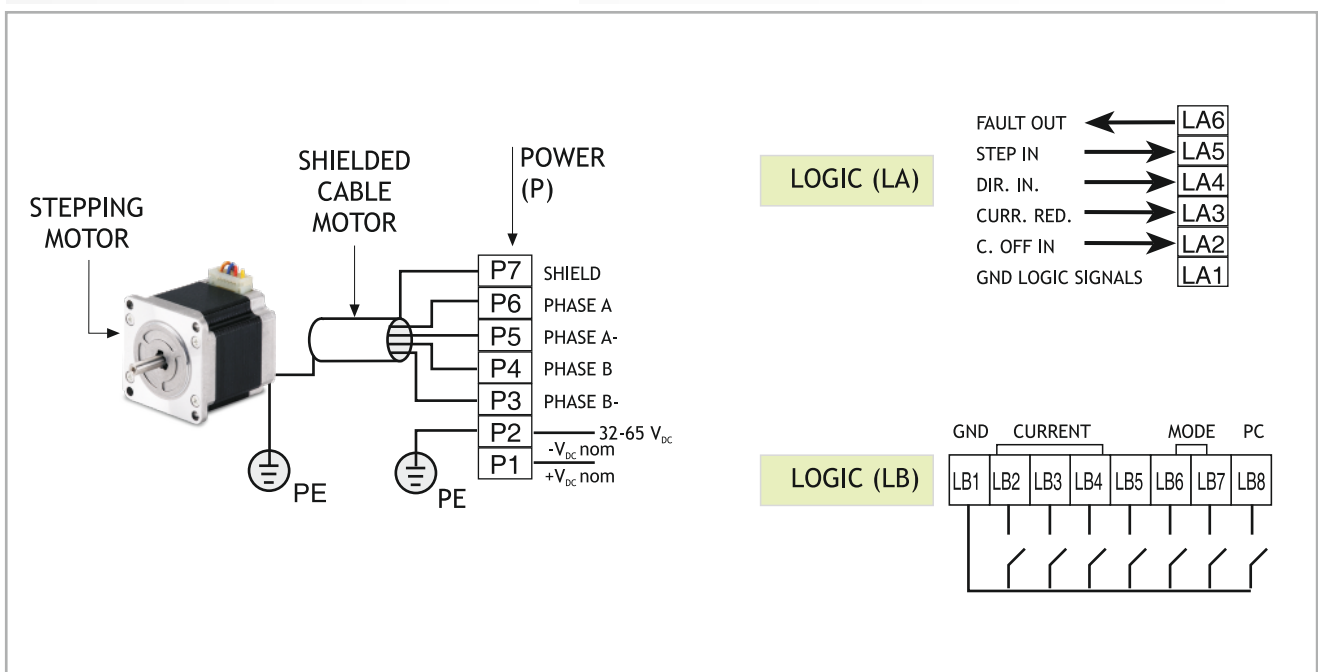 STEPPING
MOTOR
SHIELDED
CABLE
MOTOR
POWER
(P)
P7 SHIELD
P6 PHASE A
P5 PHASE A-
P4 PHASE B
P3 PHASE B-
P2 32-65 VDC
-VDC nom
P1
+VDC nom
PE
PE
LOGIC (LA)
FAULT OUT LA6
STEP IN LA5
DIR. IN. LA4
CURR. RED. LA3
C. OFF IN LA2
GND LOGIC SIGNALS LA1
LOGIC (LB)
GND CURRENT MODE PC
LB1 LB2 LB3 LB4 LB5 LB6 LB7 LB8